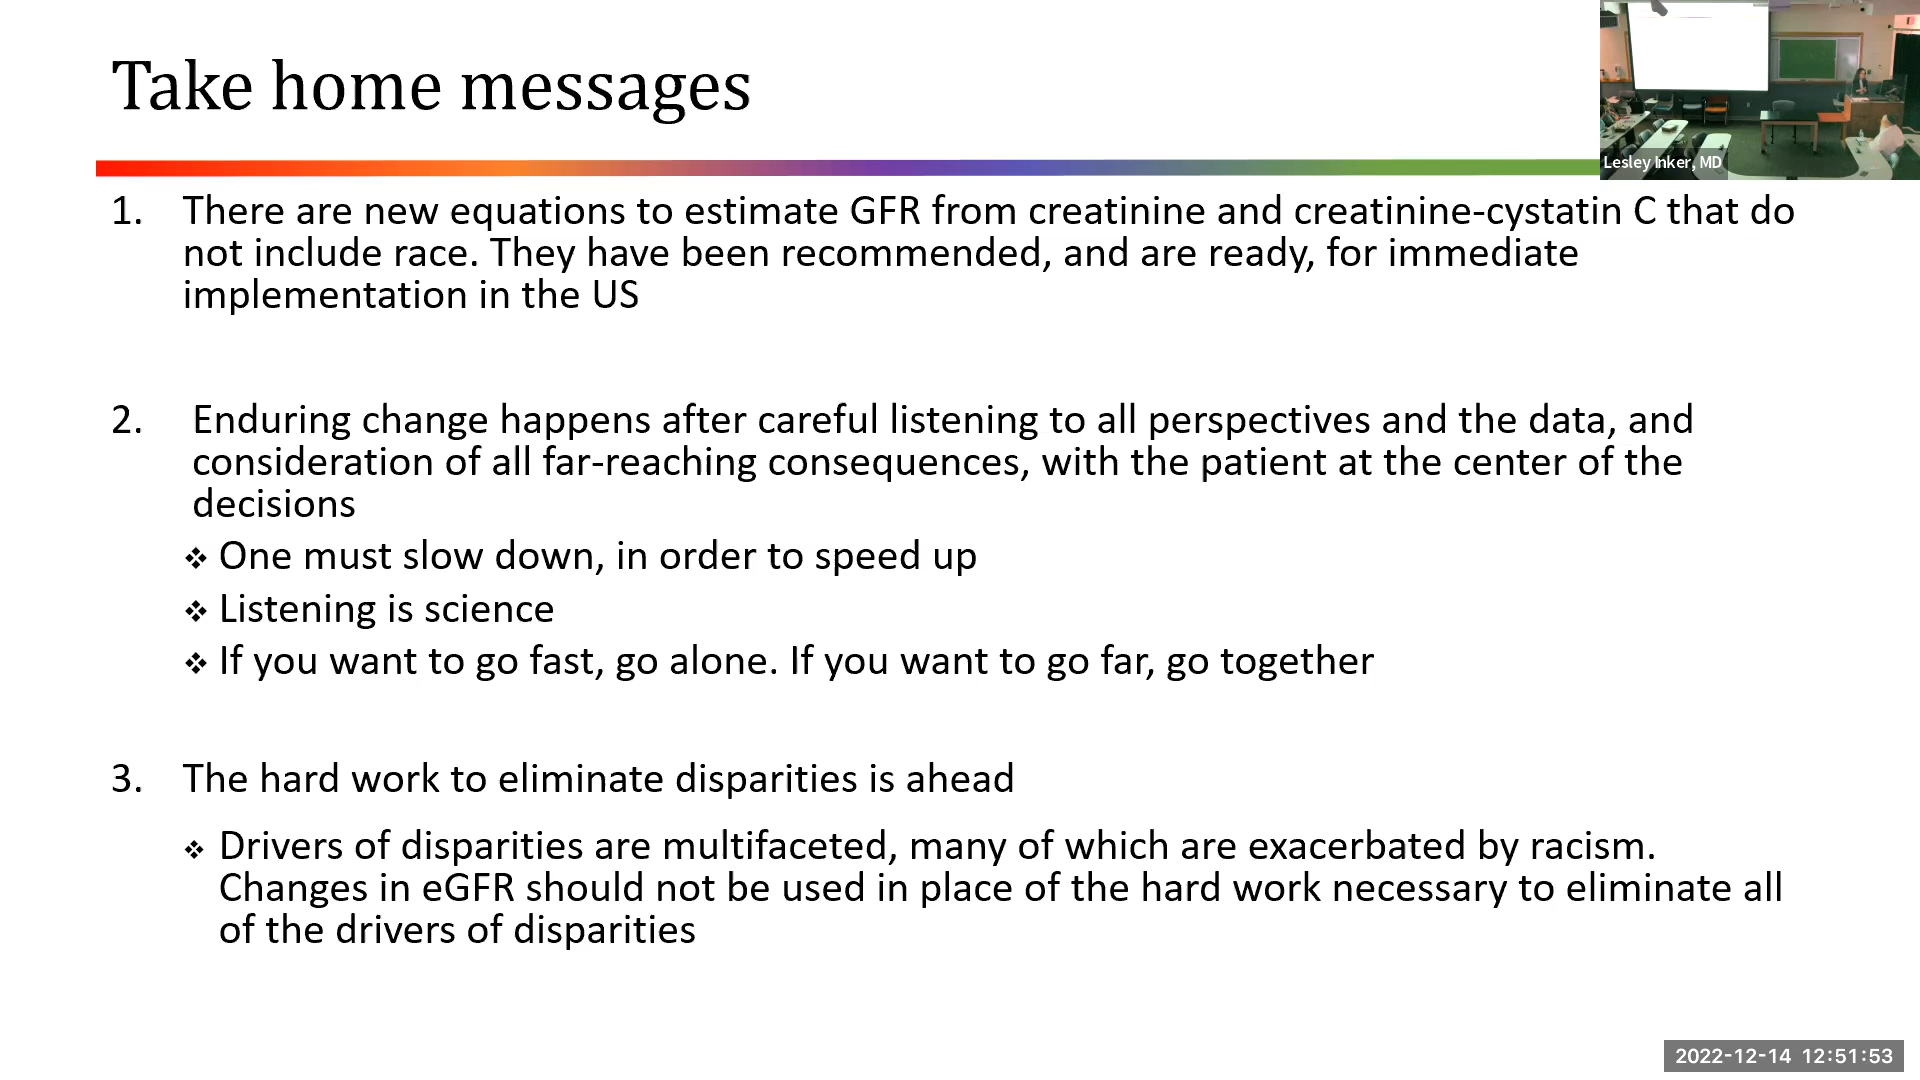 Take home messages
Lesley Inker, MD
1. There are new equations to estimate GFR from creatinine and creatinine-cystatin C that do
not include race. They have been recommended, and are ready, for immediate
implementation in the US
2. Enduring change happens after careful listening to all perspectives and the data, and
consideration of all far-reaching consequences, with the patient at the center of the
decisions
❖ One must slow down, in order to speed up
❖ Listening is science
❖ If you want to go fast, go alone. If you want to go far, go together
3. The hard work to eliminate disparities is ahead
❖ Drivers of disparities are multifaceted, many of which are exacerbated by racism.
Changes in eGFR should not be used in place of the hard work necessary to eliminate all
of the drivers of disparities
2022-12-14 12:51:53